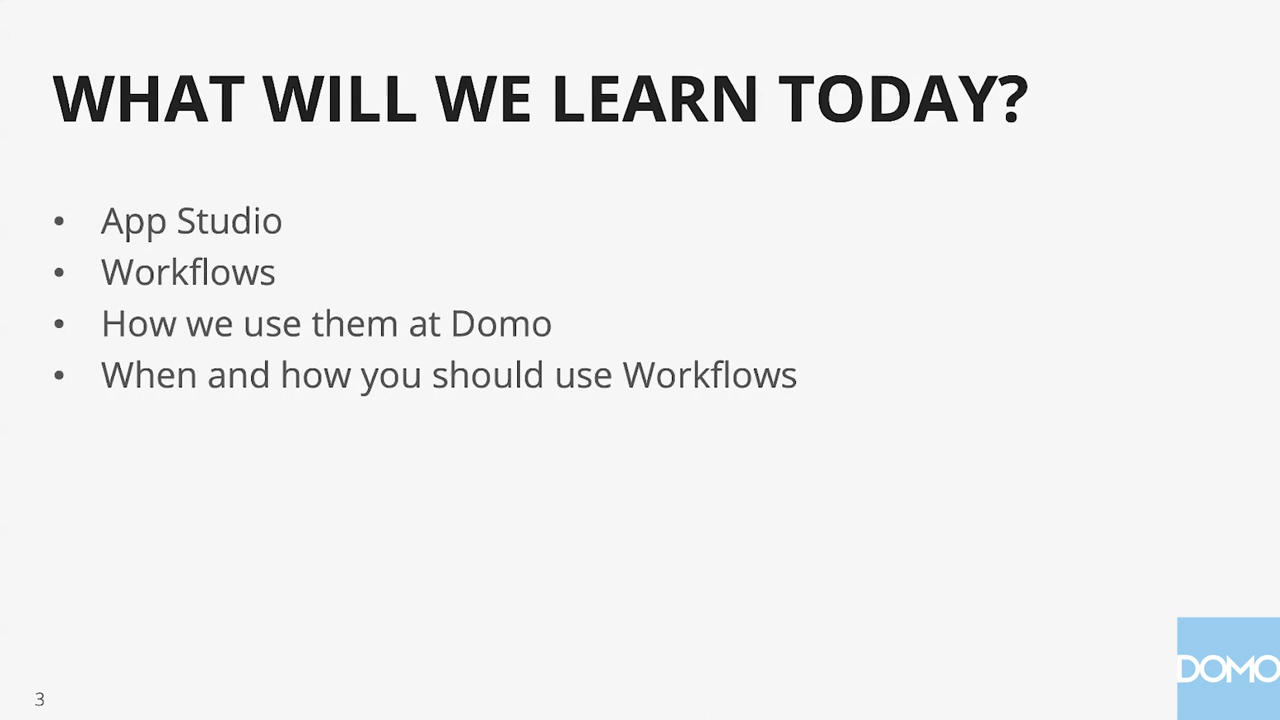 WHAT WILL WE LEARN TODAY?
• App Studio
• Workflows
• How we use them at Domo
• When and how you should use Workflows
DOMO
3